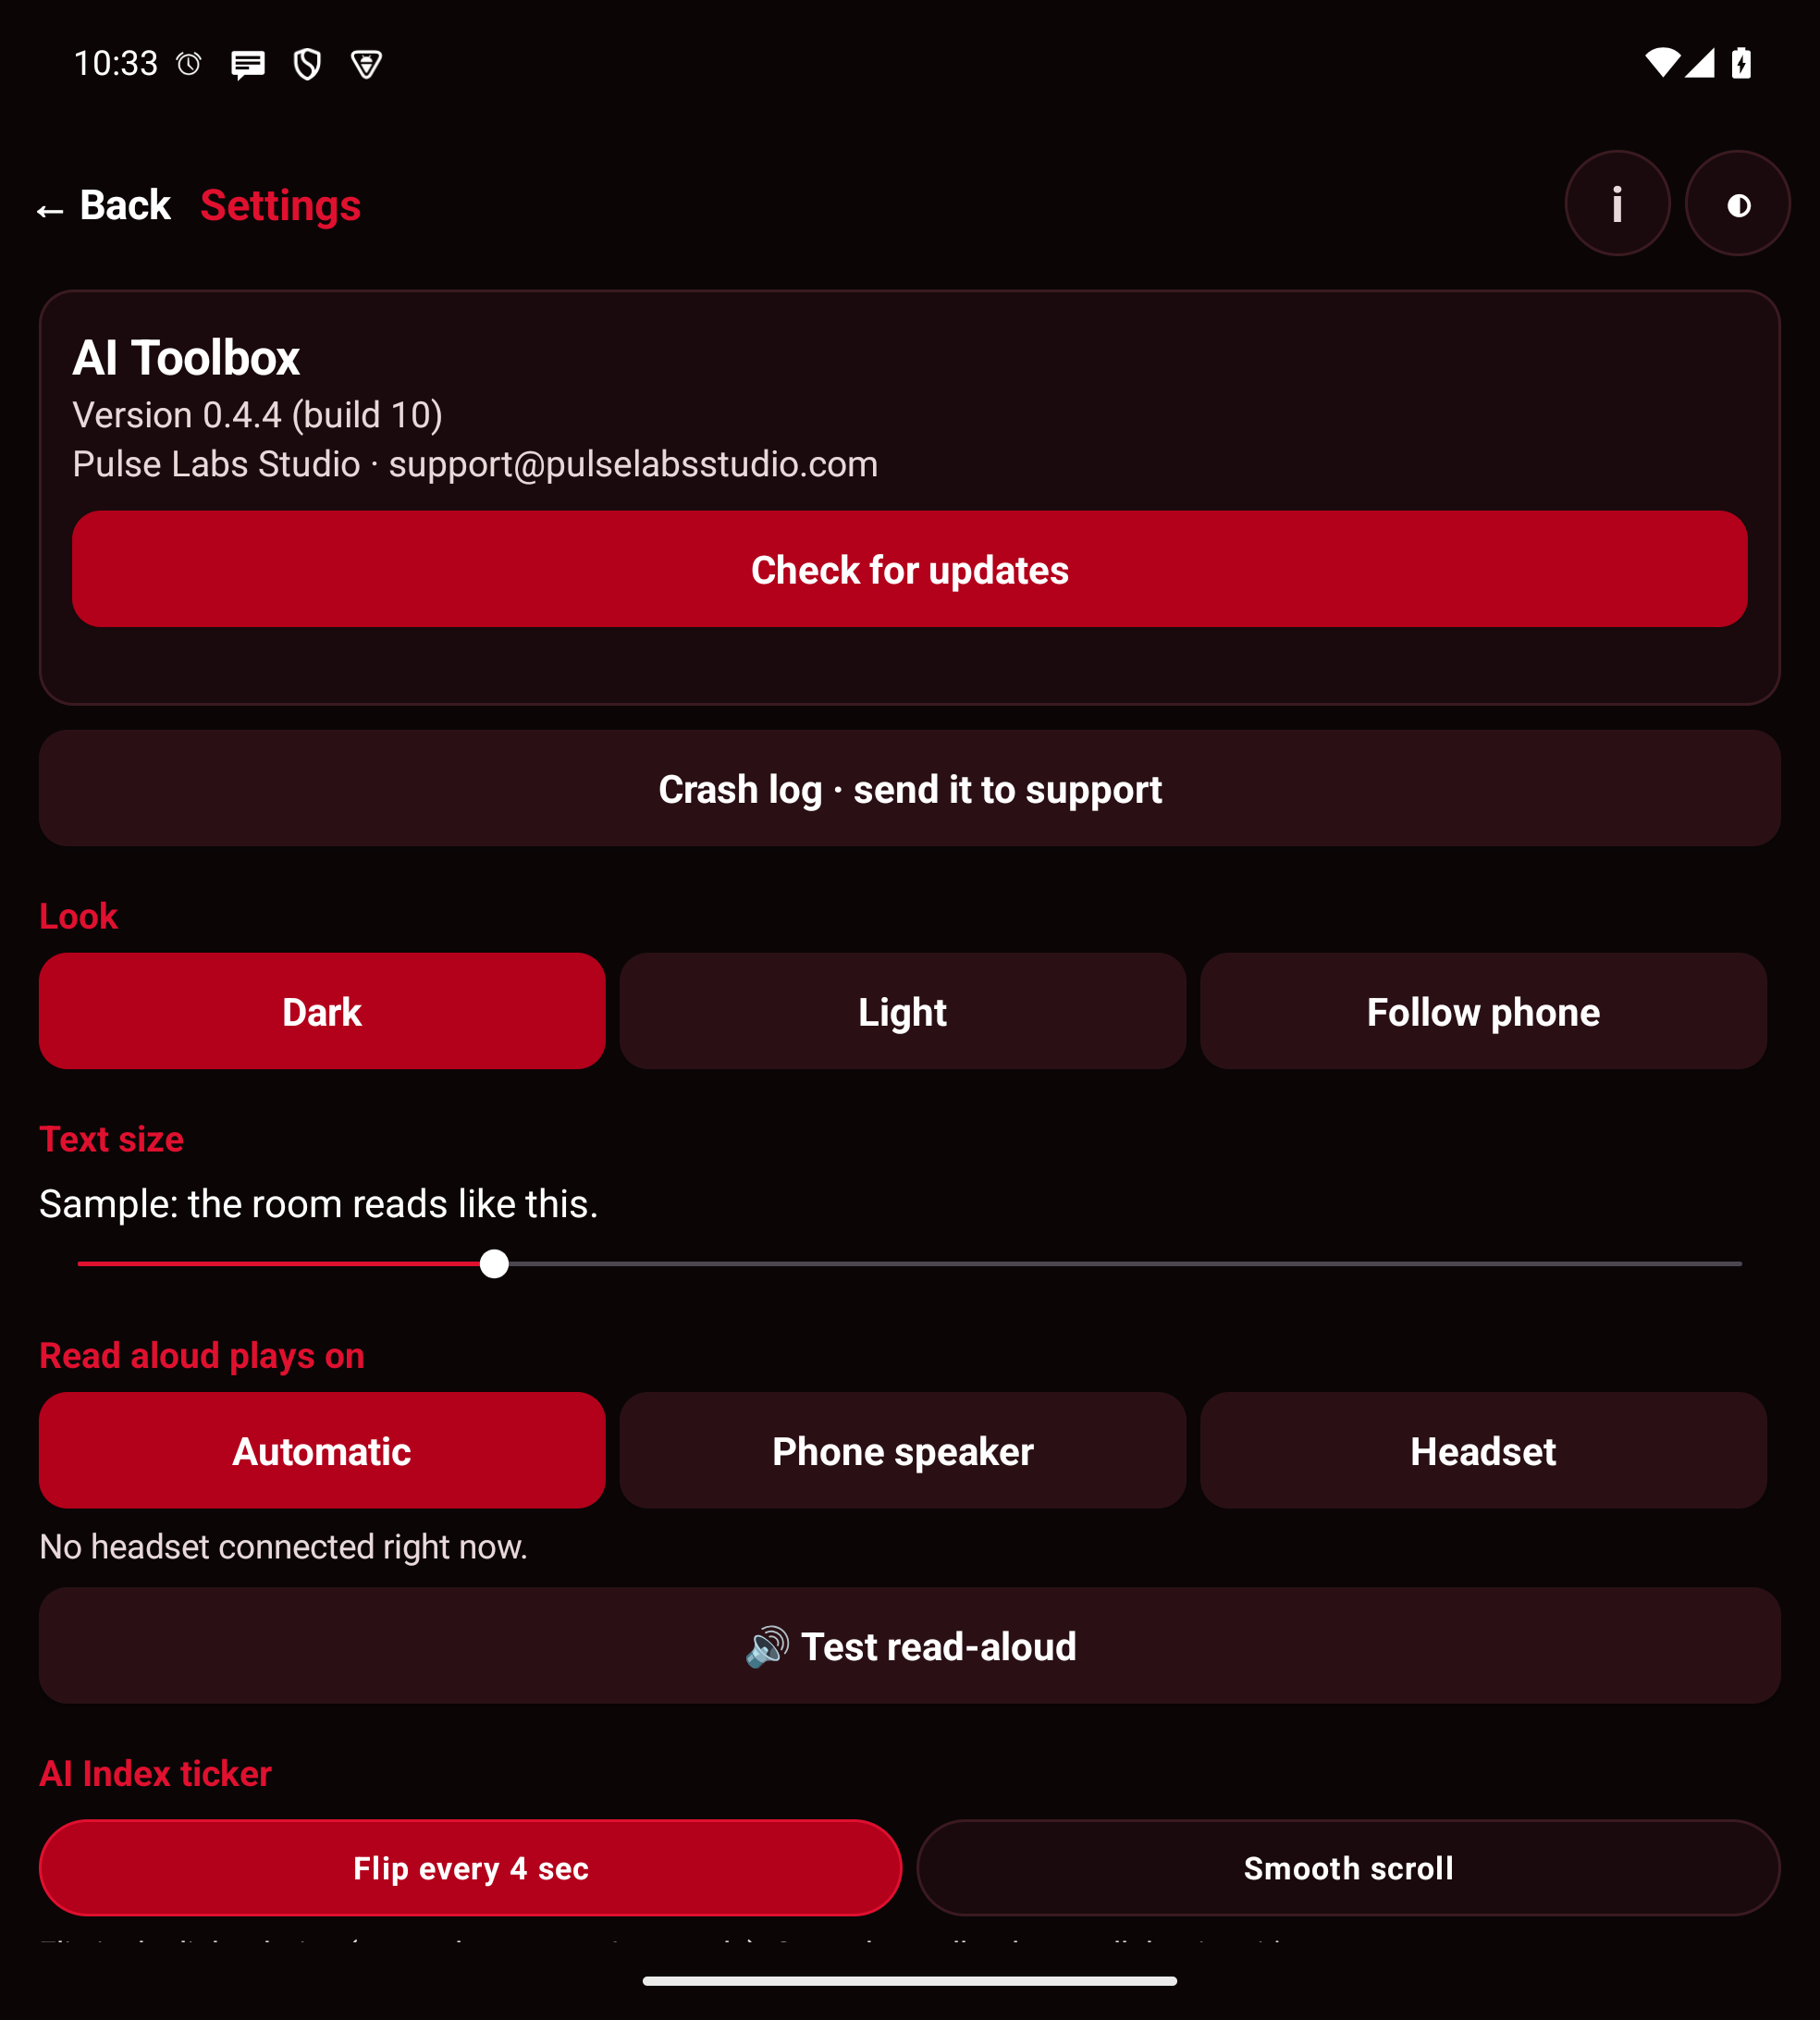 10:33
← Back Settings i
AI Toolbox
Version 0.4.4 (build 10)
Pulse Labs Studio · support@pulselabsstudio.com
Check for updates
Crash log · send it to support
Look
Dark Light Follow phone
Text size
Sample: the room reads like this.
Read aloud plays on
Automatic Phone speaker Headset
No headset connected right now.
🔊 Test read-aloud
AI Index ticker
Flip every 4 sec Smooth scroll